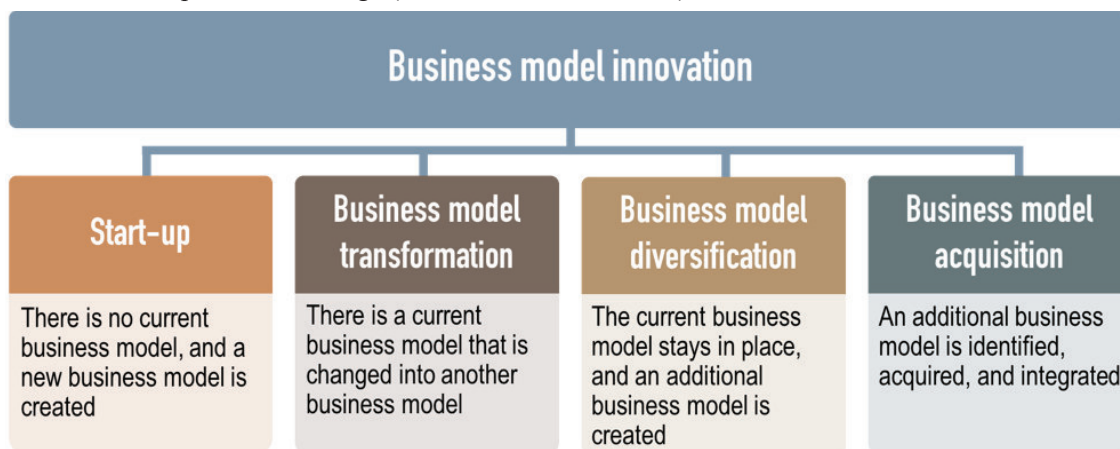 Business model innovation
Start-up
There is no current
business model, and a
new business model is
created
Business model
transformation
There is a current
business model that is
changed into another
business model
Business model
diversification
The current business
model stays in place,
and an additional
business model is
created
Business model
acquisition
An additional business
model is identified,
acquired, and integrated